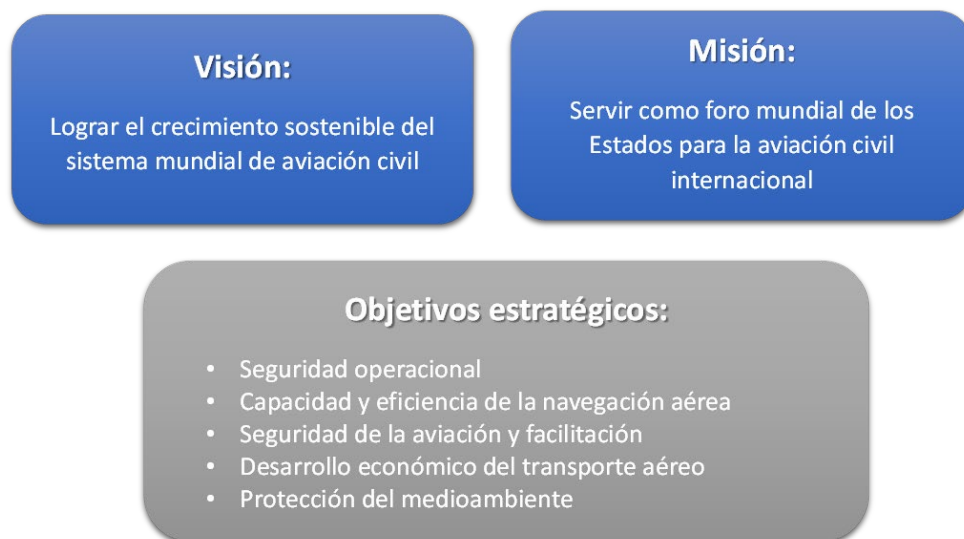 Visión:
Lograr el crecimiento sostenible del
sistema mundial de aviación civil
Misión:
Servir como foro mundial de los
Estados para la aviación civil
internacional
Objetivos estratégicos:
• Seguridad operacional
• Capacidad y eficiencia de la navegación aérea
• Seguridad de la aviación y facilitación
• Desarrollo económico del transporte aéreo
• Protección del medioambiente